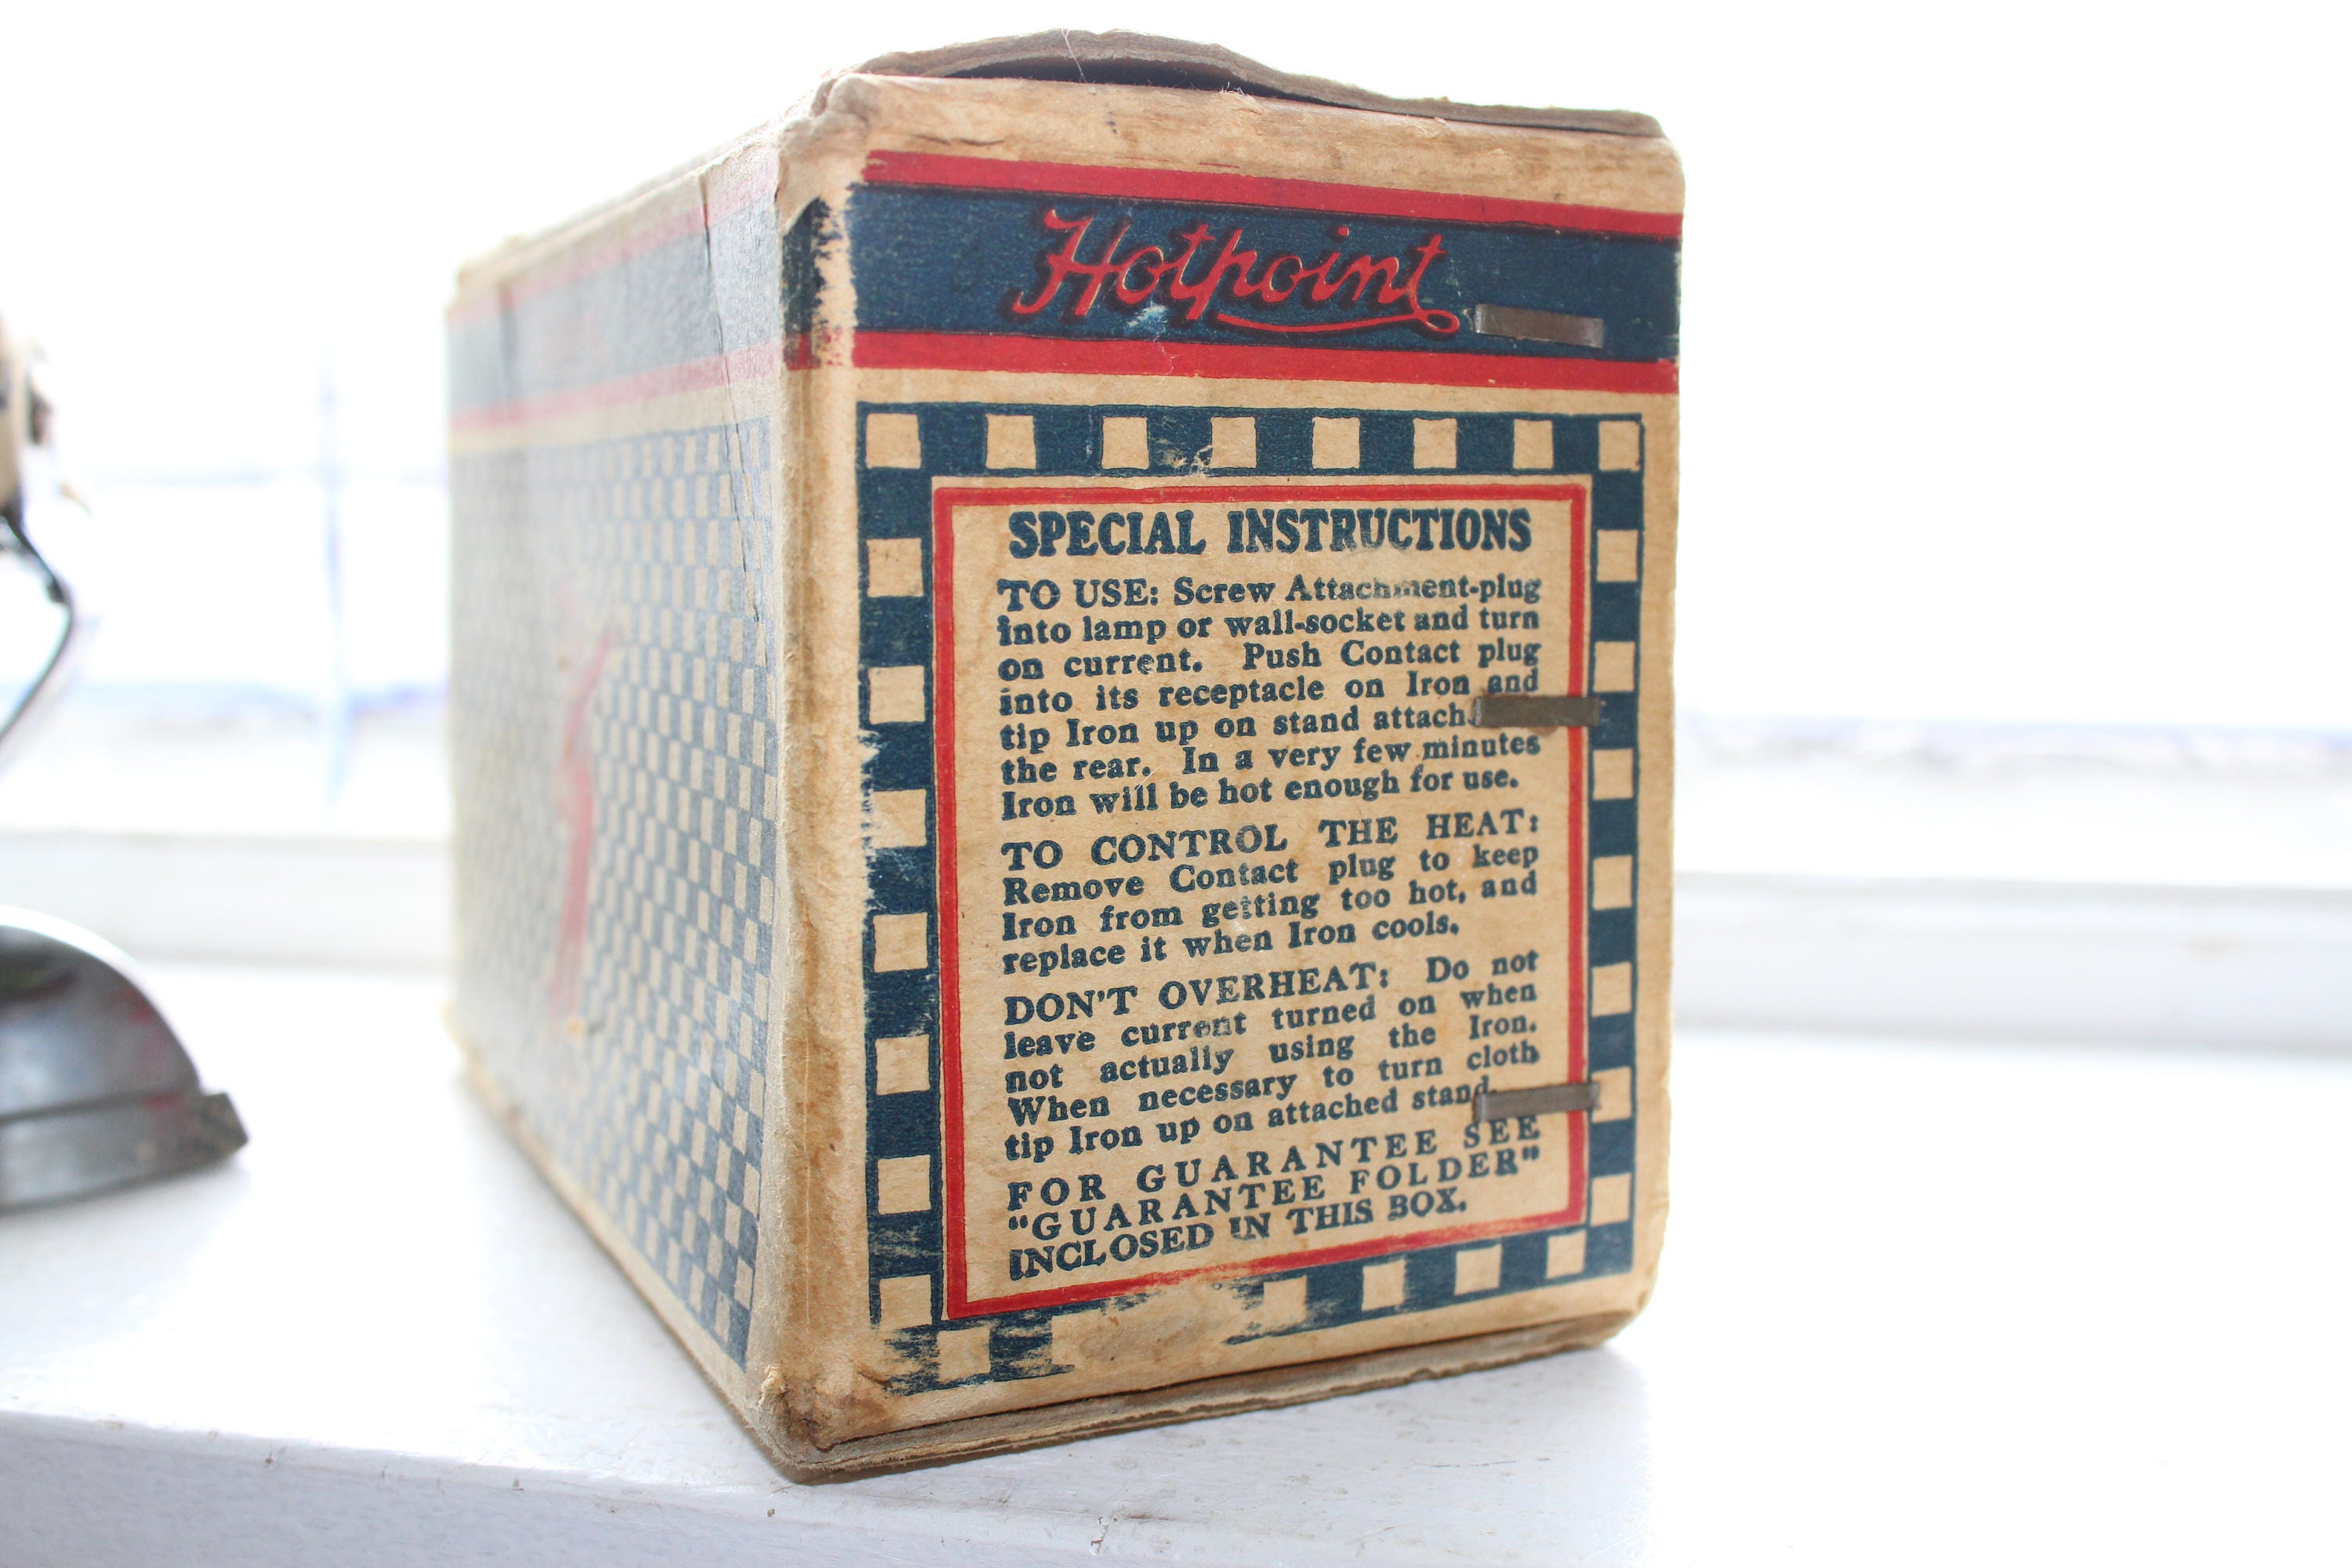 Hotpoint
SPECIAL INSTRUCTIONS
TO USE: Screw Attachment-plug
into lamp or wall-socket and turn
on current. Push Contact plug
into its receptacle on Iron and
tip Iron up on stand attach
the rear. In a very few minutes
Iron will be hot enough for use.
TO CONTROL THE HEAT:
Remove Contact plug to keep
Iron from getting too hot, and
replace it when Iron cools.
DON'T OVERHEAT: Do not
leave current turned on when
not actually using the Iron.
When necessary to turn cloth
tip Iron up on attached stand.
FOR GUARANTEE SEE
"GUARANTEE FOLDER"
INCLOSED IN THIS BOX.